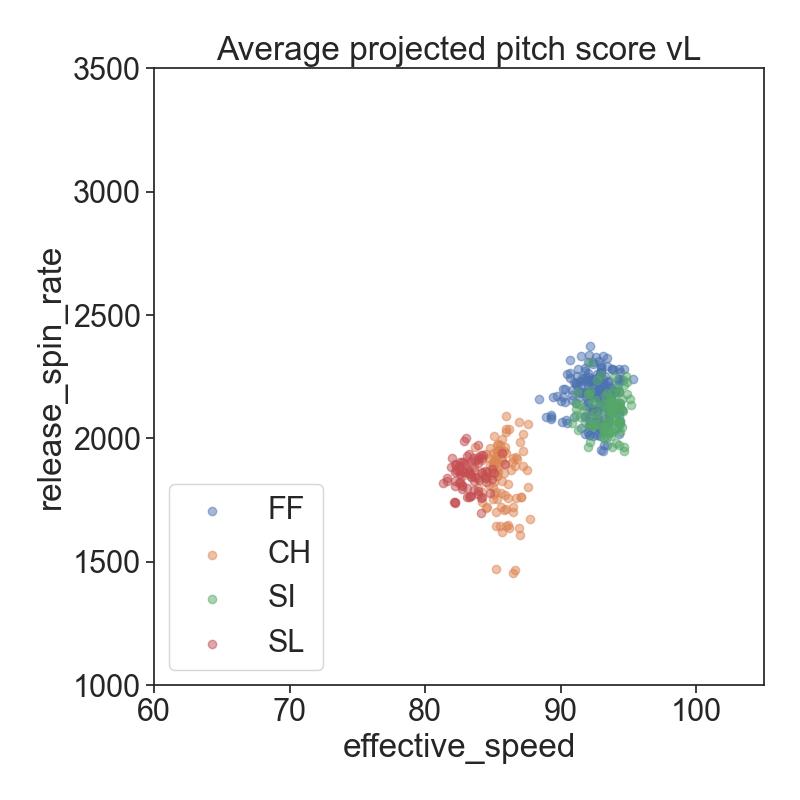 Average projected pitch score vL
3500
3000
2500
2000
1500
1000
release_spin_rate
FF
CH
SI
SL
60
70
80
90
100
effective_speed